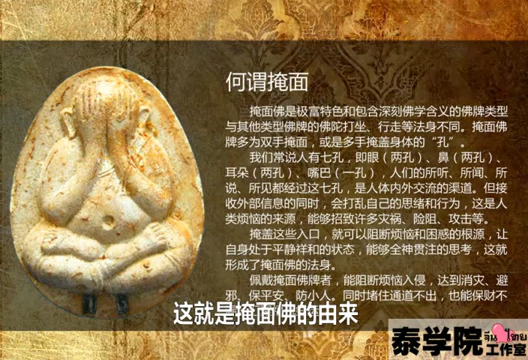 何谓掩面
掩面佛是极富特色和包含深刻佛学含义的佛牌类型
与其他类型佛牌的佛陀打坐、行走等法身不同。掩面佛
牌多为双手掩面，或是多手掩盖身体的“孔”。
我们常说人有七孔，即眼（两孔）、鼻（两孔）、
耳朵（两孔）、嘴巴（一孔），人们的所听、所闻、所
说、所见都经过这七孔，是人体内外交流的渠道。但接
收外部信息的同时，会打乱自己的思绪和行为，这是人
类烦恼的来源，能够招致许多灾祸、险阻、攻击等。
掩盖这些入口，就可以阻断烦恼和困惑的根源，让
自身处于平静祥和的状态，能够全神贯注的思考，这就
形成了掩面佛的法身。
佩戴掩面佛牌者，能阻断烦恼入侵，达到消灾、避
邪、保平安、防小人。同时堵住通道不出，也能保财不
这就是掩面佛的由来
泰学院
工作室